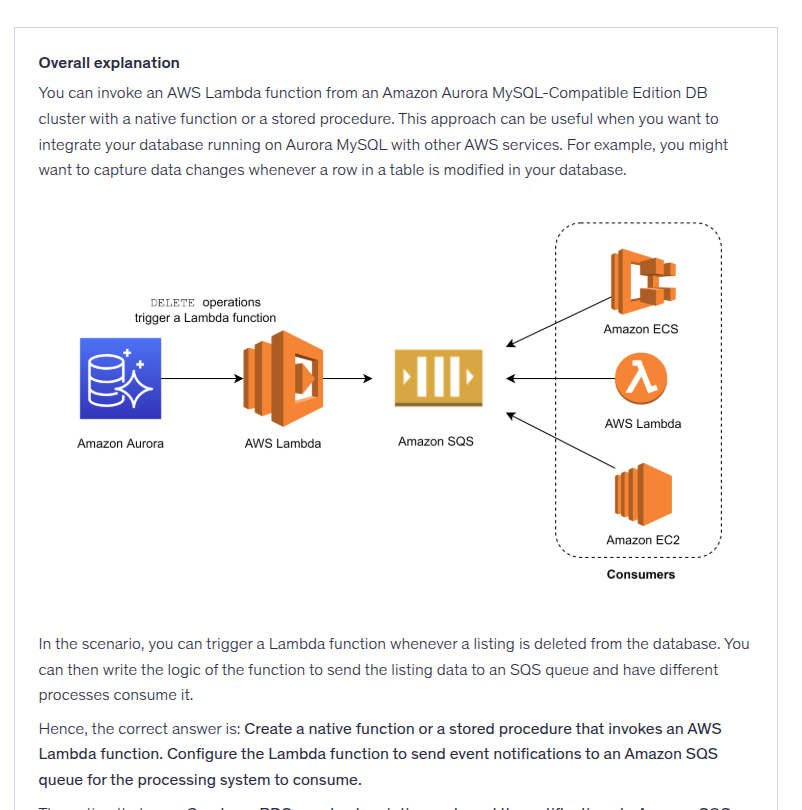 Overall explanation
You can invoke an AWS Lambda function from an Amazon Aurora MySQL-Compatible Edition DB
cluster with a native function or a stored procedure. This approach can be useful when you want to
integrate your database running on Aurora MySQL with other AWS services. For example, you might
want to capture data changes whenever a row in a table is modified in your database.
DELETE operations
trigger a Lambda function
Amazon Aurora
AWS Lambda
Amazon SQS
Amazon ECS
AWS Lambda
Amazon EC2
Consumers
In the scenario, you can trigger a Lambda function whenever a listing is deleted from the database. You
can then write the logic of the function to send the listing data to an SQS queue and have different
processes consume it.
Hence, the correct answer is: Create a native function or a stored procedure that invokes an AWS
Lambda function. Configure the Lambda function to send event notifications to an Amazon SQS
queue for the processing system to consume.